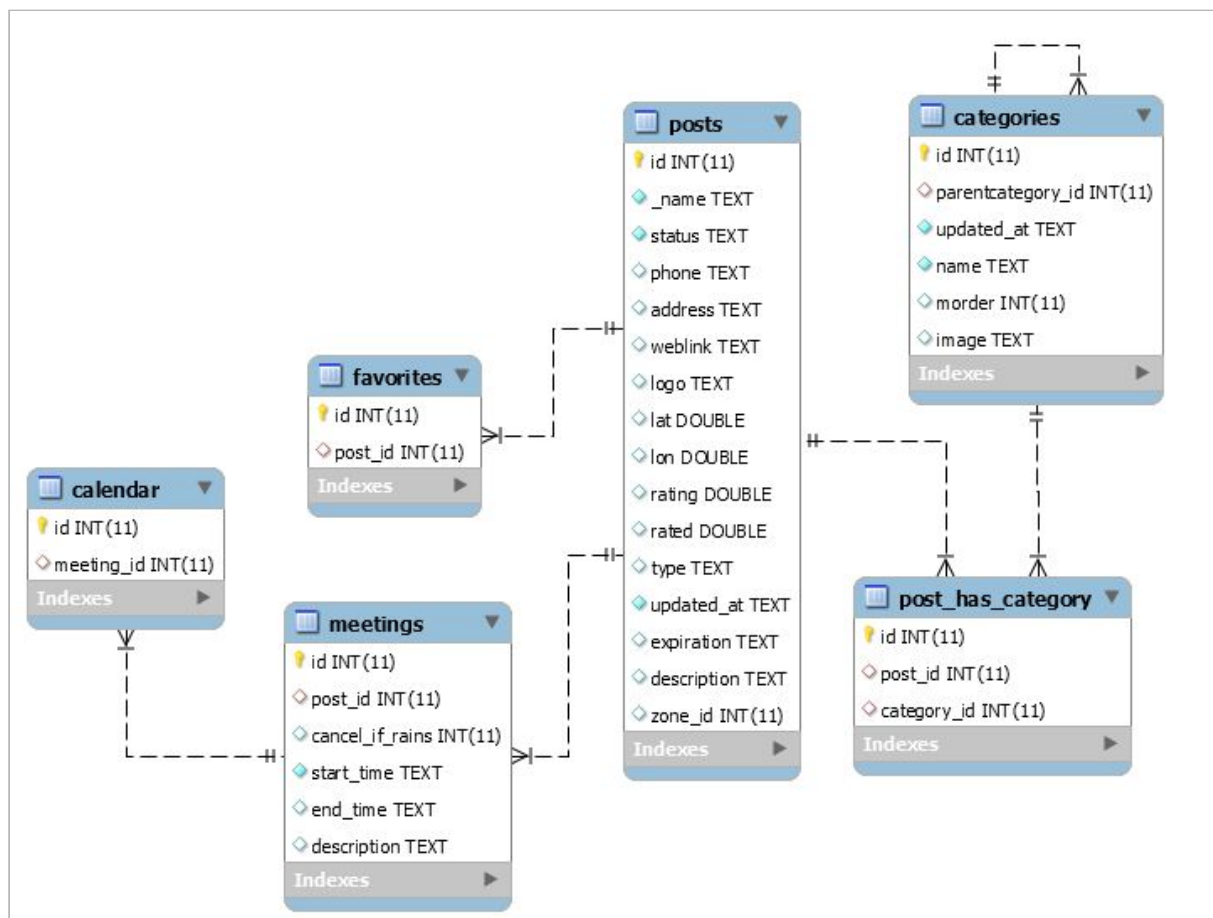 posts
id INT(11)
_name TEXT
status TEXT
phone TEXT
address TEXT
weblink TEXT
logo TEXT
lat DOUBLE
lon DOUBLE
rating DOUBLE
rated DOUBLE
type TEXT
updated_at TEXT
expiration TEXT
description TEXT
zone_id INT(11)
Indexes
categories
id INT(11)
parentcategory_id INT(11)
updated_at TEXT
name TEXT
morder INT(11)
image TEXT
Indexes
favorites
id INT(11)
post_id INT(11)
Indexes
calendar
id INT(11)
meeting_id INT(11)
Indexes
meetings
id INT(11)
post_id INT(11)
cancel_if_rains INT(11)
start_time TEXT
end_time TEXT
description TEXT
Indexes
post_has_category
id INT(11)
post_id INT(11)
category_id INT(11)
Indexes